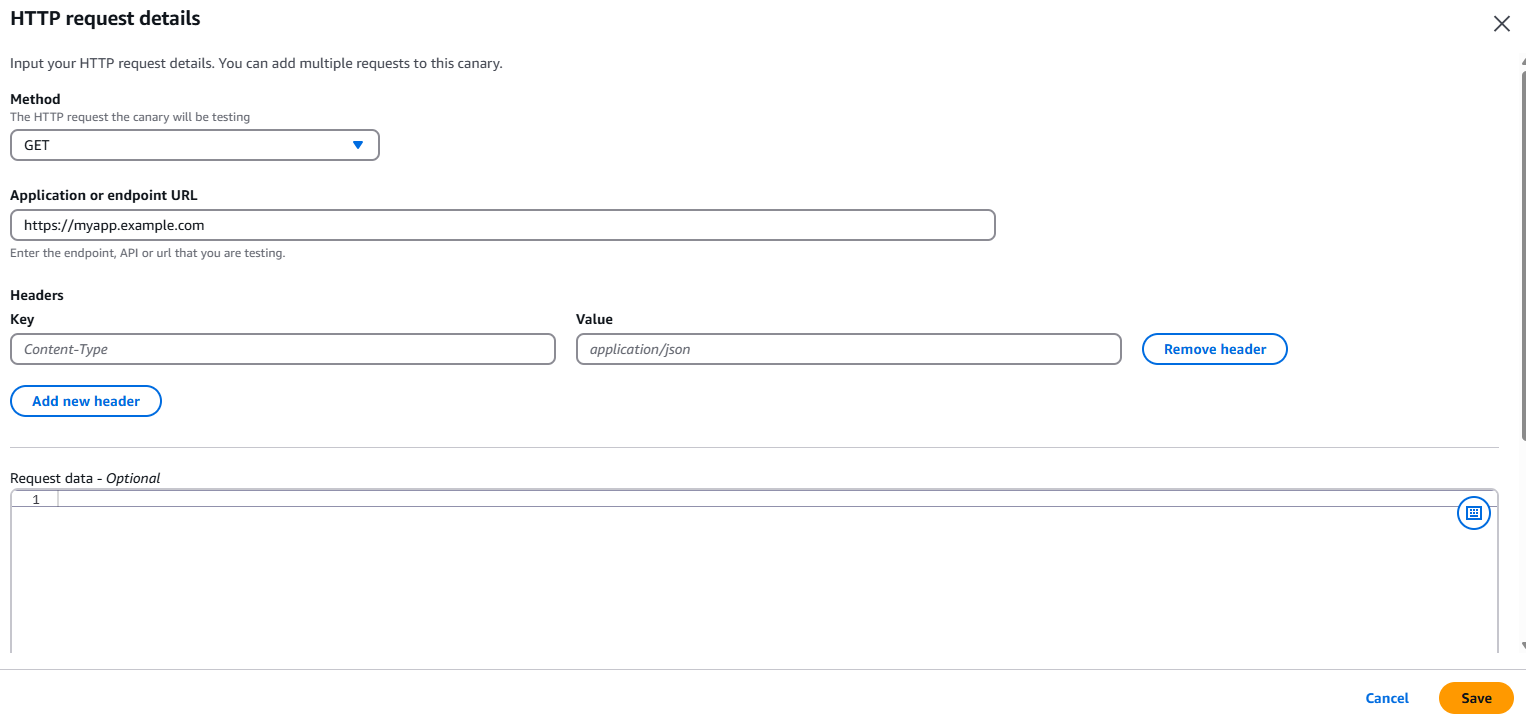 HTTP request details
Input your HTTP request details. You can add multiple requests to this canary.
Method
The HTTP request the canary will be testing
GET
Application or endpoint URL
https://myapp.example.com
Enter the endpoint, API or url that you are testing.
Headers
Key Value
Content-Type application/json Remove header
Add new header
Request data - Optional
1
Cancel Save